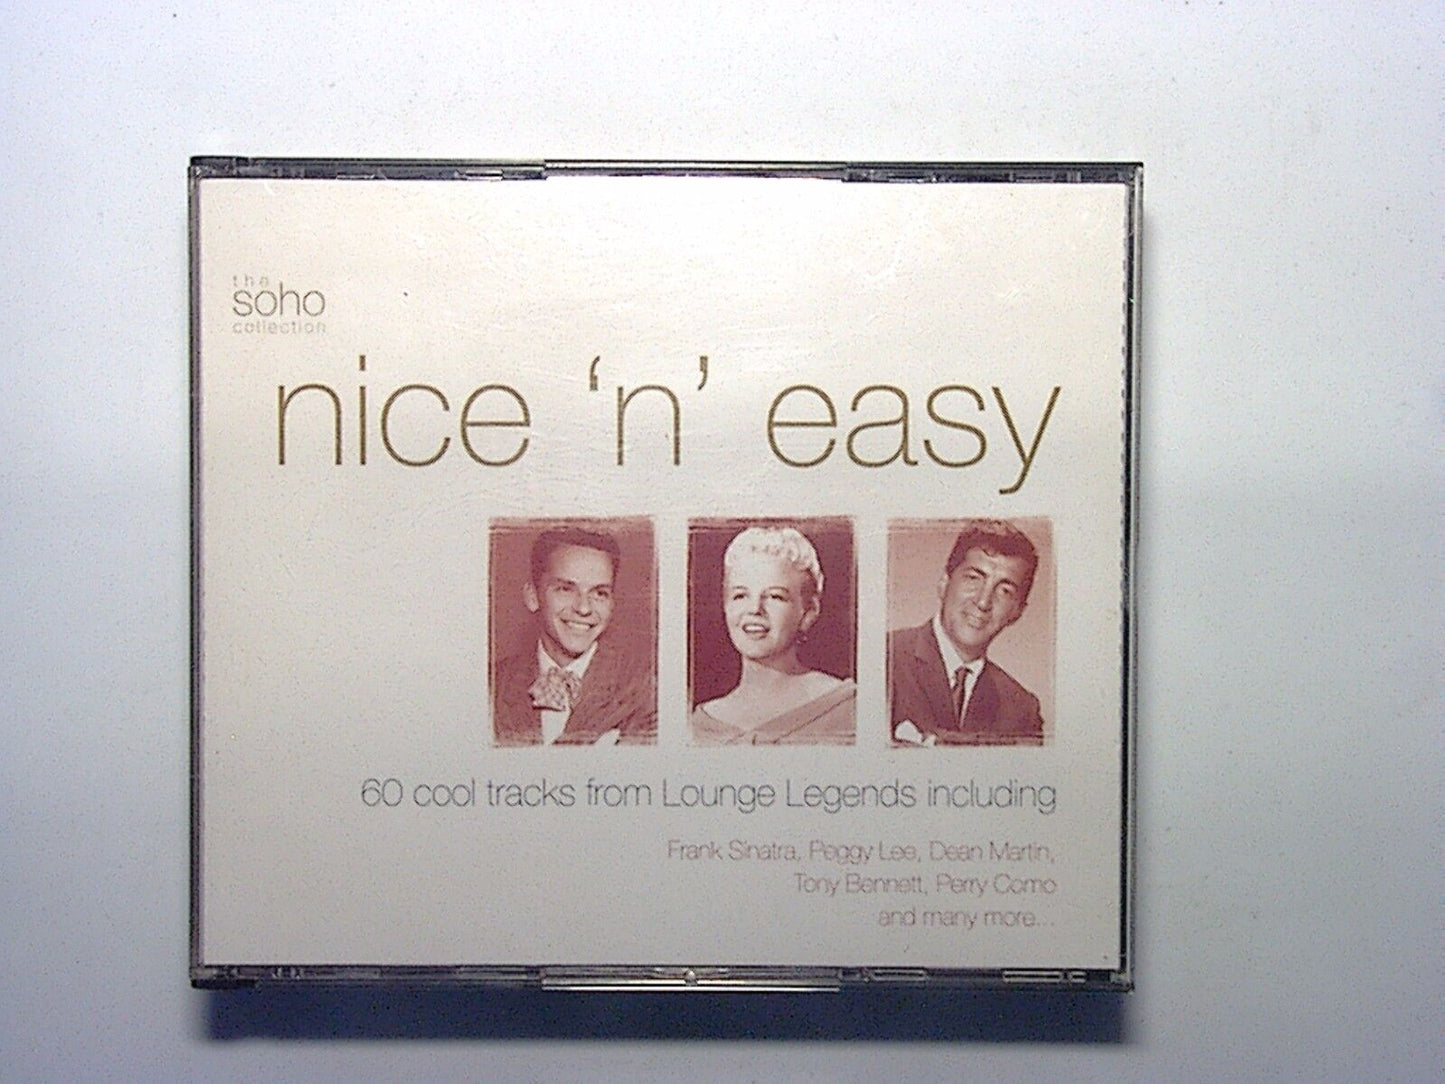 the
soho
collection
nice ‘n’ easy
60 cool tracks from Lounge Legends including
Frank Sinatra, Peggy Lee, Dean Martin,
Tony Bennett, Perry Como
and many more...